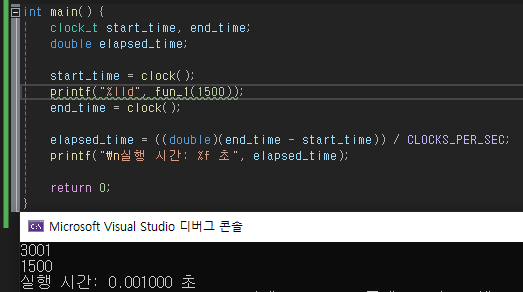 int main() {
clock_t start_time, end_time;
double elapsed_time;
start_time = clock();
printf("%lld", fun_1(1500));
end_time = clock();
elapsed_time = ((double)(end_time - start_time)) / CLOCKS_PER_SEC;
printf("₩n실행 시간: %f 초", elapsed_time);
return 0;
}
Microsoft Visual Studio 디버그 콘솔
3001
1500
실행 시간: 0.001000 초